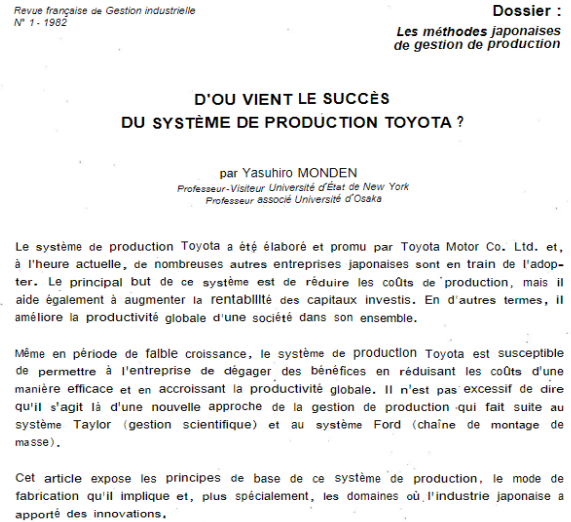 Revue française de Gestion industrielle
N° 1 - 1982
Dossier :
Les méthodes japonaises
de gestion de production
D'OU VIENT LE SUCCÈS
DU SYSTÈME DE PRODUCTION TOYOTA ?
par Yasuhiro MONDEN
Professeur-Visiteur Université d'État de New York
Professeur associé Université d'Osaka
Le système de production Toyota a été élaboré et promu par Toyota Motor Co. Ltd. et,
à l'heure actuelle, de nombreuses autres entreprises japonaises sont en train de l'adop-
ter. Le principal but de ce système est de réduire les coûts de production, mais il
aide également à augmenter la rentabilité des capitaux investis. En d'autres termes, il
améliore la productivité globale d'une société dans son ensemble.
Même en période de faible croissance, le système de production Toyota est susceptible
de permettre à l'entreprise de dégager des bénéfices en réduisant les coûts d'une
manière efficace et en accroissant la productivité globale. Il n'est pas excessif de dire
qu'il s'agit là d'une nouvelle approche de la gestion de production qui fait suite au
système Taylor (gestion scientifique) et au système Ford (chaîne de montage de
masse).
Cet article expose les principes de base de ce système de production, le mode de
fabrication qu'il implique et, plus spécialement, les domaines où l'industrie japonaise a
apporté des innovations.